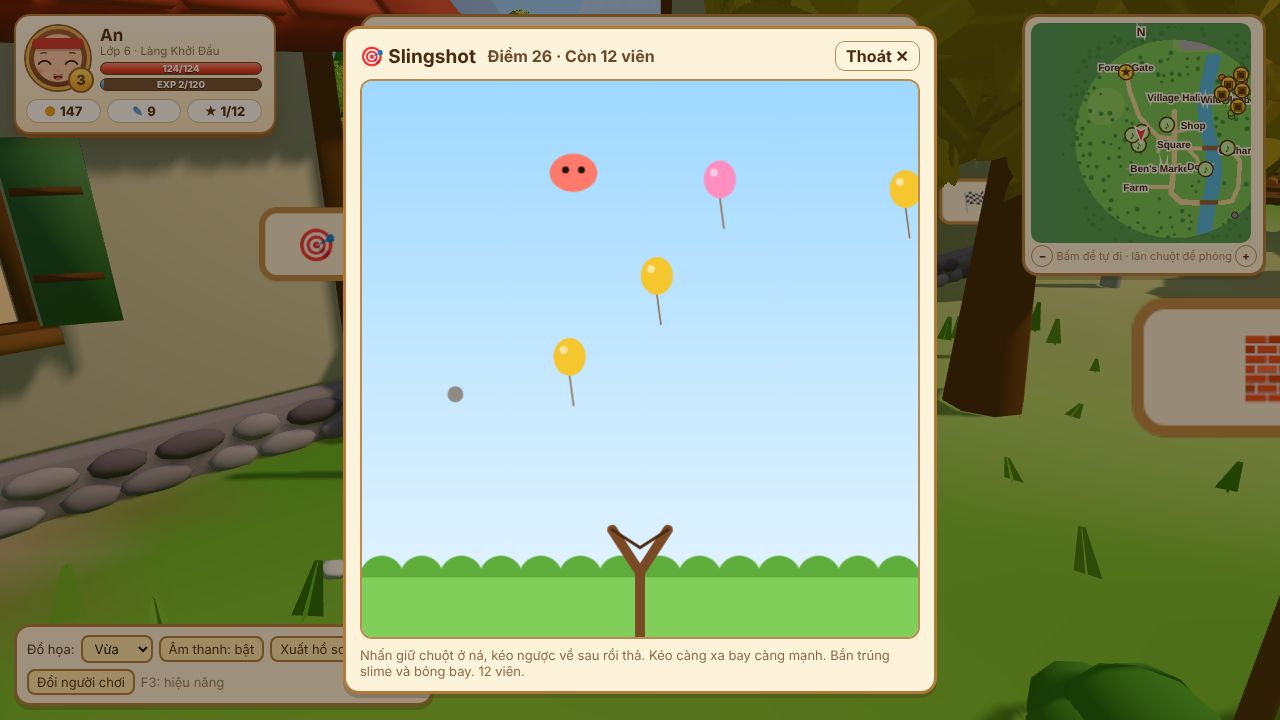 An
Lớp 6 · Làng Khởi Đầu
124/124
3
EXP 2/120
147
9
★ 1/12
Slingshot
Điểm 26 · Còn 12 viên
Thoát ✕
Nhấn giữ chuột ở ná, kéo ngược về sau rồi thả. Kéo càng xa bay càng mạnh. Bắn trúng
slime và bóng bay. 12 viên.
N
Forest Gate
Village Hall
Shop
Square
Ben's Market
Farm
Bấm để tự đi · lăn chuột để phóng
Đồ họa:
Vừa
Âm thanh: bật
Xuất hồ sơ
Đổi người chơi
F3: hiệu năng